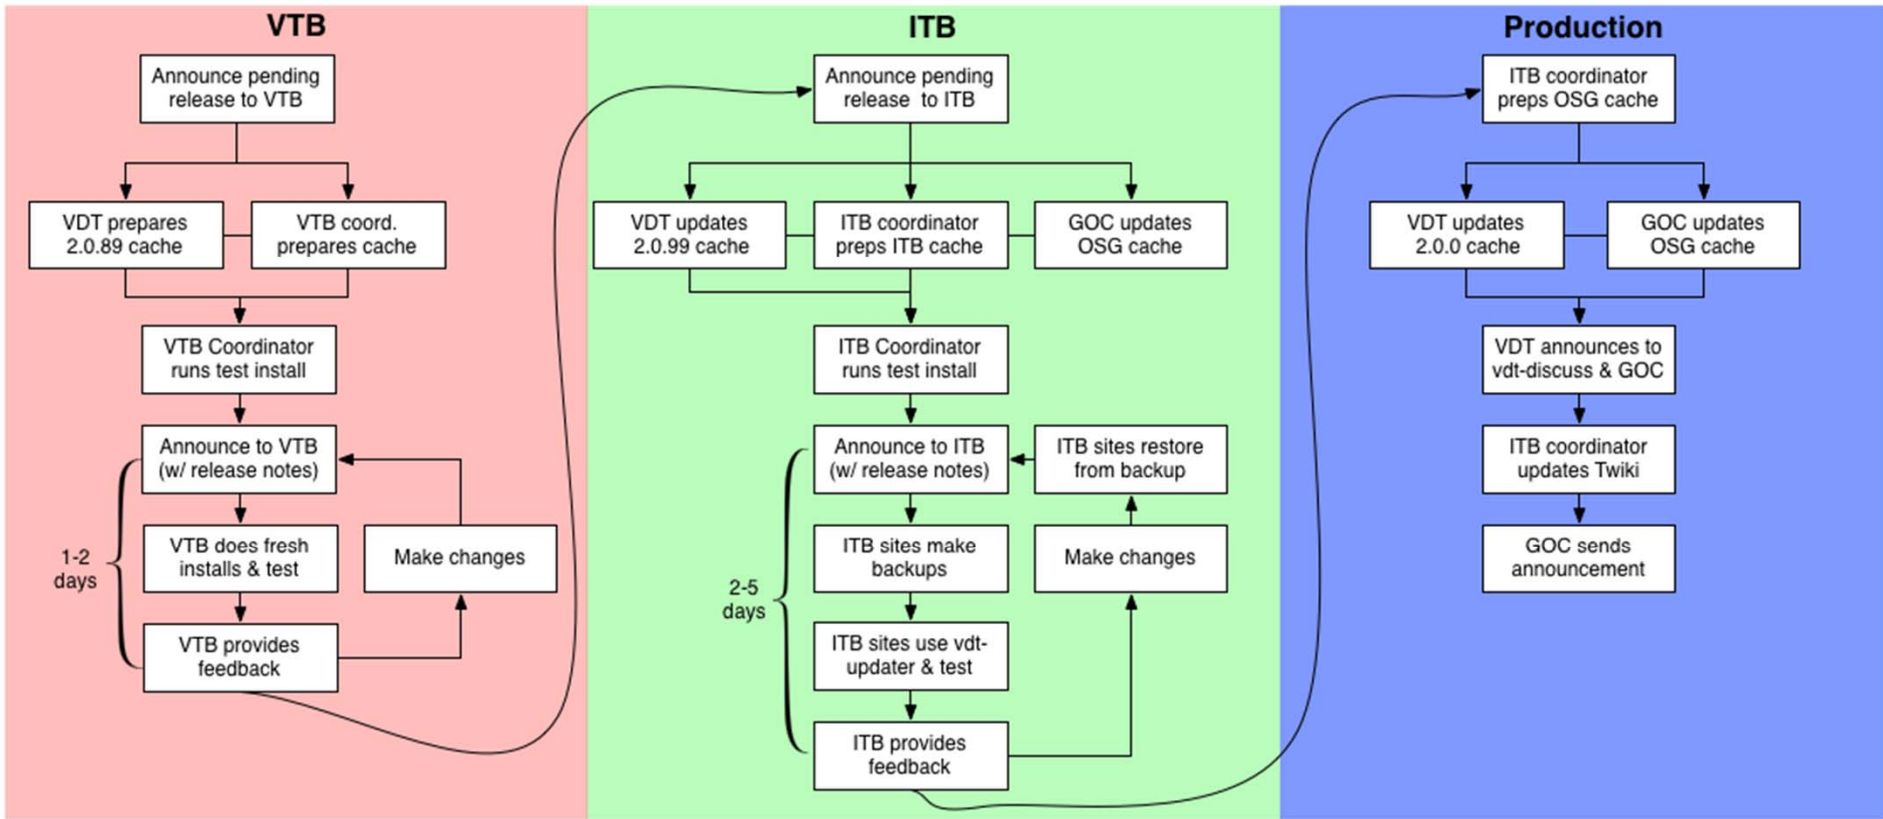 VTB
Announce pending
release to VTB
VDT prepares
2.0.89 cache
VTB coord.
prepares cache
VTB Coordinator
runs test install
Announce to VTB
(w/ release notes)
1-2
days
VTB does fresh
installs & test
Make changes
VTB provides
feedback
ITB
Announce pending
release to ITB
VDT updates
2.0.99 cache
ITB coordinator
preps ITB cache
GOC updates
OSG cache
ITB Coordinator
runs test install
Announce to ITB
(w/ release notes)
ITB sites restore
from backup
2-5
days
ITB sites make
backups
Make changes
ITB sites use vdt-
updater & test
ITB provides
feedback
Production
ITB coordinator
preps OSG cache
VDT updates
2.0.0 cache
GOC updates
OSG cache
VDT announces to
vdt-discuss & GOC
ITB coordinator
updates Twiki
GOC sends
announcement